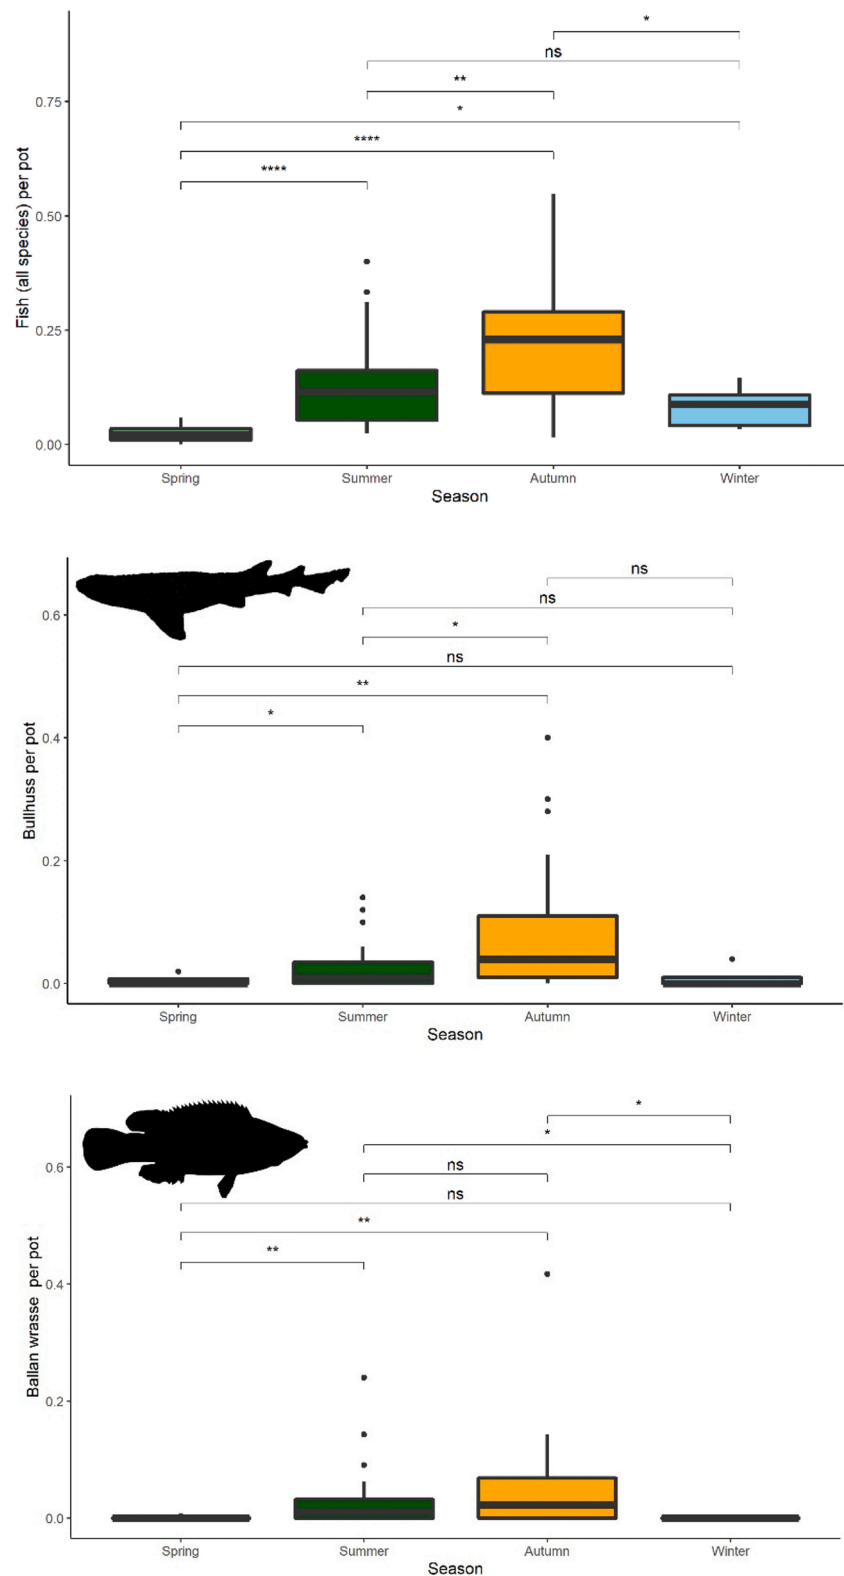 *
ns
**
*
****
****
Fish (all species) per pot
0.75
0.50
0.25
0.00
Spring Summer Autumn Winter
Season
ns
ns
*
ns
**
*
Bullhuss per pot
0.6
0.4
0.2
0.0
Spring Summer Autumn Winter
Season
*
*
ns
ns
**
**
Ballan wrasse per pot
0.6
0.4
0.2
0.0
Spring Summer Autumn Winter
Season